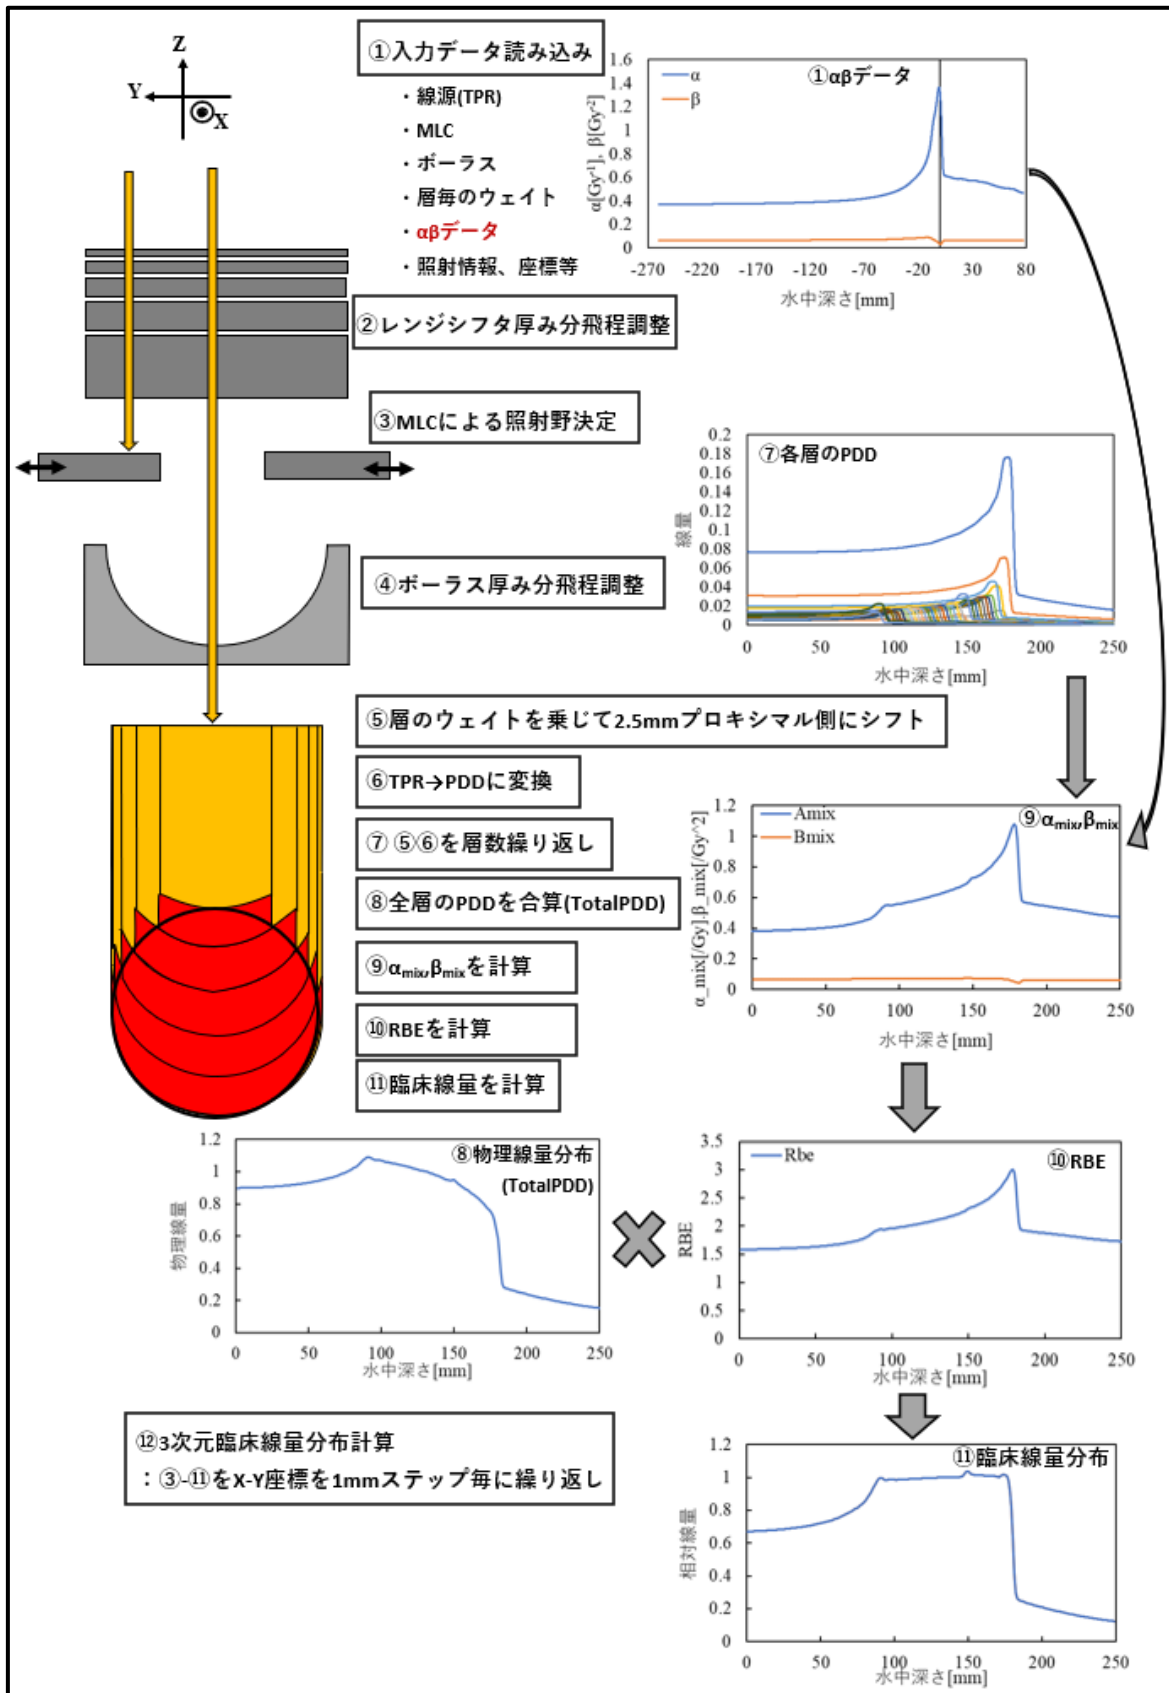 Z
Y
X
①入力データ読み込み
・線源(TPR)
・MLC
・ボーラス
・層毎のウェイト
・αβデータ
・照射情報、座標等
①αβデータ
α
β
α[Gy⁻¹], β[Gy⁻²]
1.6
1.4
1.2
1
0.8
0.6
0.4
0.2
0
-270 -220 -170 -120 -70 -20 30 80
水中深さ[mm]
②レンジシフタ厚み分飛程調整
③MLCによる照射野決定
④ボーラス厚み分飛程調整
⑦各層のPDD
線量
0.2
0.18
0.16
0.14
0.12
0.1
0.08
0.06
0.04
0.02
0
0 50 100 150 200 250
水中深さ[mm]
⑤層のウェイトを乗じて2.5mmプロキシマル側にシフト
⑥TPR→PDDに変換
⑦ ⑤⑥を層数繰り返し
⑧全層のPDDを合算(TotalPDD)
⑨αmix,βmixを計算
⑩RBEを計算
⑪臨床線量を計算
⑨αmix,βmix
Amix
Bmix
α_mix[/Gy].β_mix[/Gy^2]
1.2
1
0.8
0.6
0.4
0.2
0
0 50 100 150 200 250
水中深さ[mm]
⑧物理線量分布
(TotalPDD)
物理線量
1.2
1
0.8
0.6
0.4
0.2
0
0 50 100 150 200 250
水中深さ[mm]
⑩RBE
Rbe
RBE
3.5
3
2.5
2
1.5
1
0.5
0
0 50 100 150 200 250
水中深さ[mm]
⑫3次元臨床線量分布計算
：③-⑪をX-Y座標を1mmステップ毎に繰り返し
⑪臨床線量分布
相対線量
1.2
1
0.8
0.6
0.4
0.2
0
0 50 100 150 200 250
水中深さ[mm]